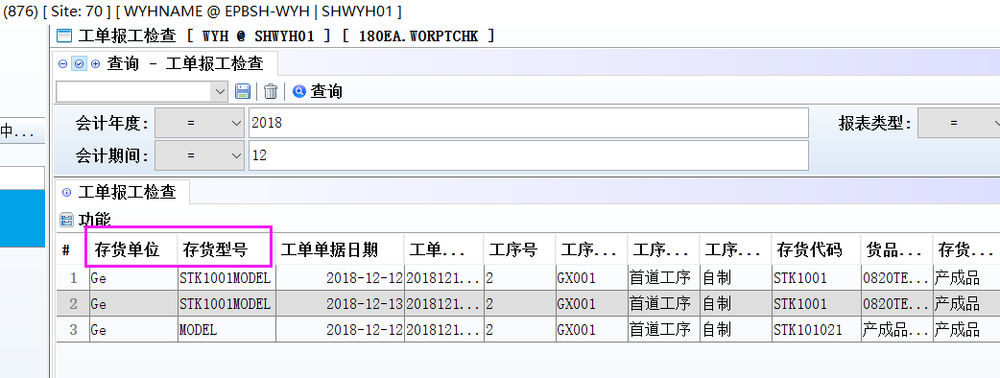 (876) [ Site: 70 ] [ WYHNAME @ EPBSH-WYH | SHWYH01 ]
工单报工检查 [ WYH @ SHWYH01 ] [ 180EA.WORPTCHK ]
查询 - 工单报工检查
查询
会计年度: = 2018 报表类型: =
中...
会计期间: = 12
工单报工检查
功能
# 存货单位 存货型号 工单单据日期 工单... 工序号 工序... 工序... 工序... 存货代码 货品... 存货...
1 Ge STK1001MODEL 2018-12-12 2018121... 2 GX001 首道工序 自制 STK1001 0820TE... 产成品
2 Ge STK1001MODEL 2018-12-13 2018121... 2 GX001 首道工序 自制 STK1001 0820TE... 产成品
3 Ge MODEL 2018-12-12 2018121... 2 GX001 首道工序 自制 STK101021 产成品... 产成品